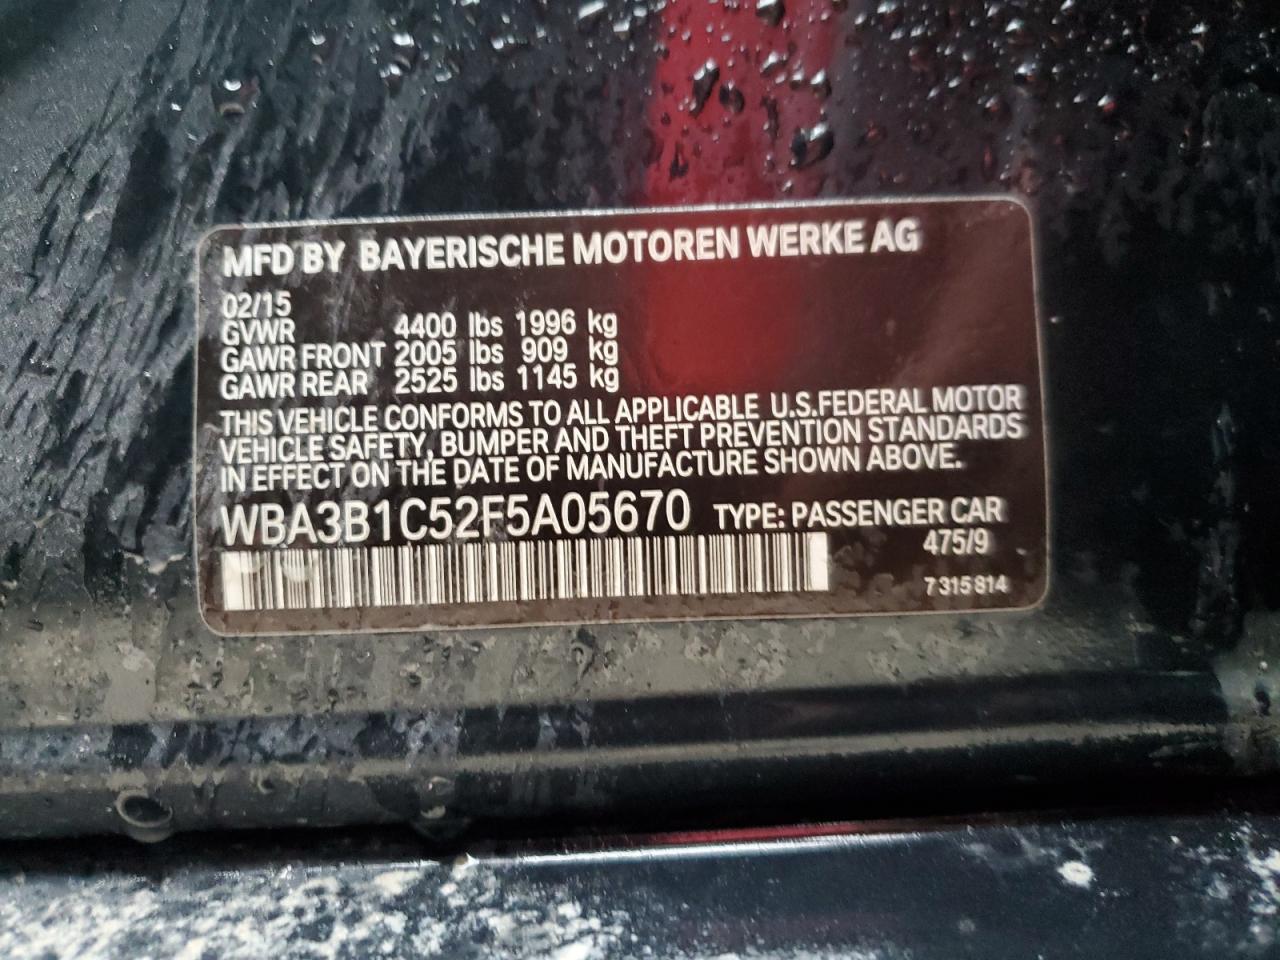 MFD BY BAYERISCHE MOTOREN WERKE AG
02/15
GVWR 4400 lbs 1996 kg
GAWR FRONT 2005 lbs 909 kg
GAWR REAR 2525 lbs 1145 kg
THIS VEHICLE CONFORMS TO ALL APPLICABLE U.S.FEDERAL MOTOR
VEHICLE SAFETY, BUMPER AND THEFT PREVENTION STANDARDS
IN EFFECT ON THE DATE OF MANUFACTURE SHOWN ABOVE.
WBA3B1C52F5A05670 TYPE: PASSENGER CAR
475/9
7 315 814